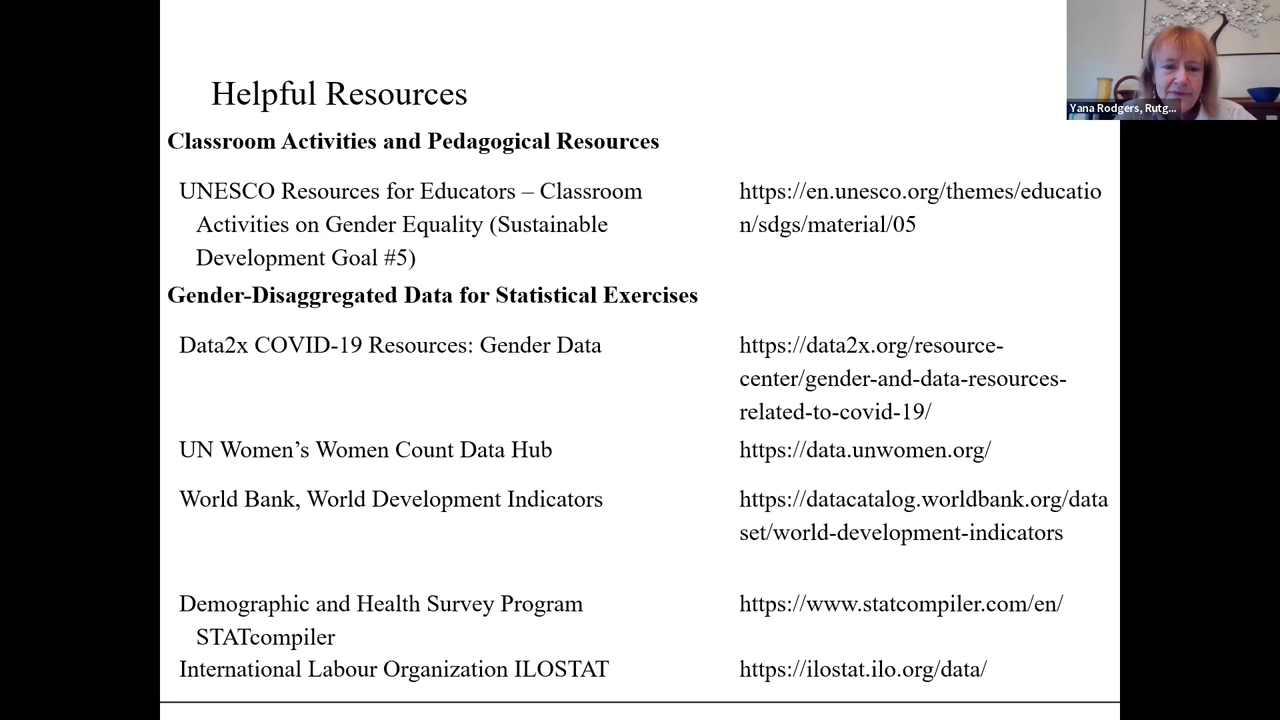 Helpful Resources
Yana Rodgers, Rutg...
Classroom Activities and Pedagogical Resources
UNESCO Resources for Educators – Classroom
Activities on Gender Equality (Sustainable
Development Goal #5)
https://en.unesco.org/themes/educatio
n/sdgs/material/05
Gender-Disaggregated Data for Statistical Exercises
Data2x COVID-19 Resources: Gender Data
https://data2x.org/resource-
center/gender-and-data-resources-
related-to-covid-19/
UN Women’s Women Count Data Hub
https://data.unwomen.org/
World Bank, World Development Indicators
https://datacatalog.worldbank.org/data
set/world-development-indicators
Demographic and Health Survey Program
STATcompiler
https://www.statcompiler.com/en/
International Labour Organization ILOSTAT
https://ilostat.ilo.org/data/